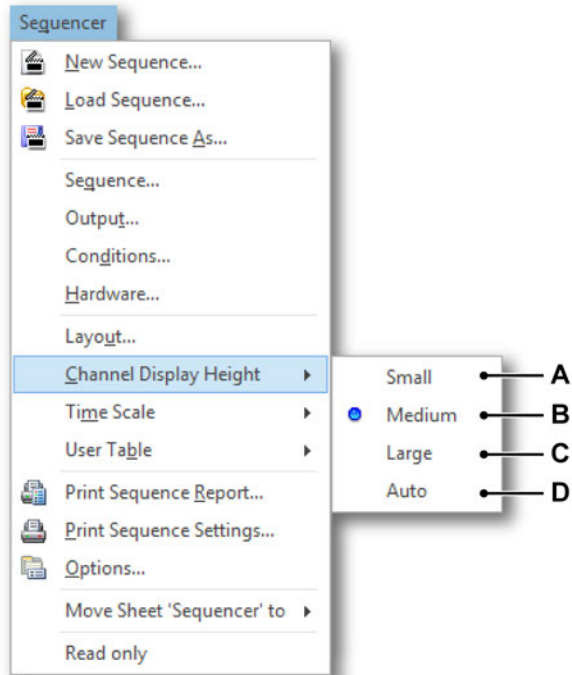 Sequencer
New Sequence...
Load Sequence...
Save Sequence As...
Sequence...
Output...
Conditions...
Hardware...
Layout...
Channel Display Height
Small A
Medium B
Large C
Auto D
Time Scale
User Table
Print Sequence Report...
Print Sequence Settings...
Options...
Move Sheet 'Sequencer' to
Read only